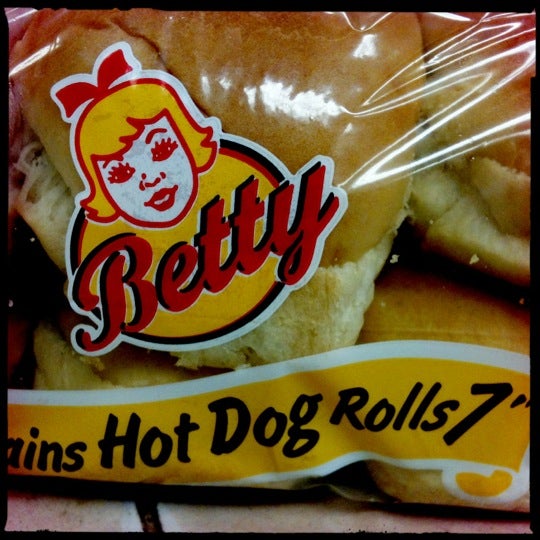 Betty
ains Hot Dog Rolls 7"